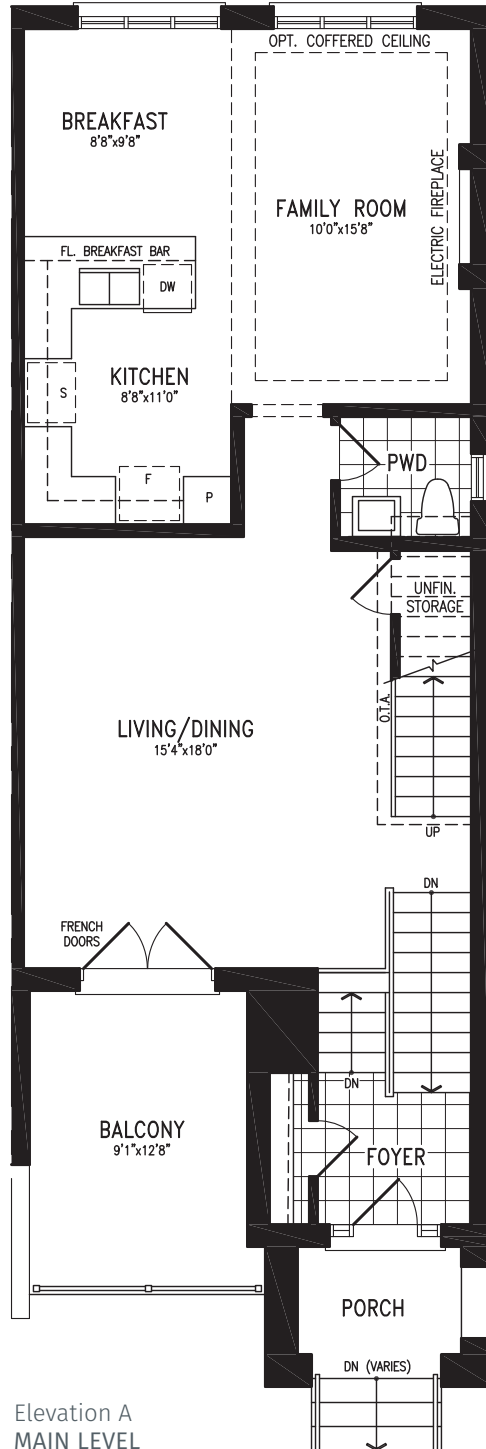 OPT. COFFERED CEILING
BREAKFAST
8'8"x9'8"
FAMILY ROOM
10'0"x15'8"
ELECTRIC FIREPLACE
FL. BREAKFAST BAR
DW
KITCHEN
8'8"x11'0"
S
F
P
PWD
UNFIN.
STORAGE
O.T.A.
LIVING/DINING
15'4"x18'0"
UP
DN
FRENCH
DOORS
DN
BALCONY
9'1"x12'8"
FOYER
PORCH
DN (VARIES)
Elevation A
MAIN LEVEL